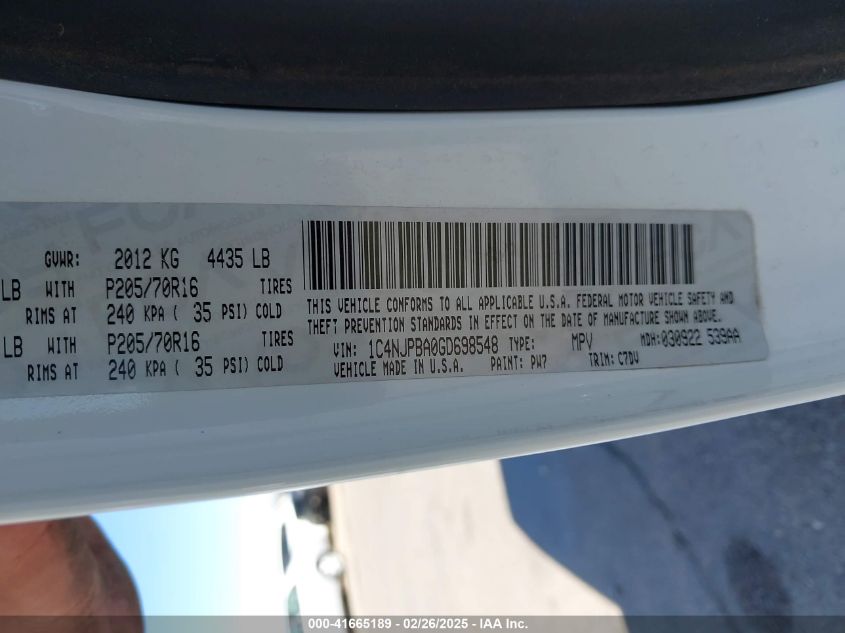 GVWR: 2012 KG 4435 LB
LB WITH P205/70R16 TIRES
RIMS AT 240 KPA ( 35 PSI) COLD
LB WITH P205/70R16 TIRES
RIMS AT 240 KPA ( 35 PSI) COLD
THIS VEHICLE CONFORMS TO ALL APPLICABLE U.S.A. FEDERAL MOTOR VEHICLE SAFETY AND
THEFT PREVENTION STANDARDS IN EFFECT ON THE DATE OF MANUFACTURE SHOWN ABOVE.
VIN: 1C4NJPBA0GD698548 TYPE: MPV MDH:030922 539AA
VEHICLE MADE IN U.S.A. PAINT: PW7 TRIM: C7DV
000-41665189 - 02/26/2025 - IAA Inc.